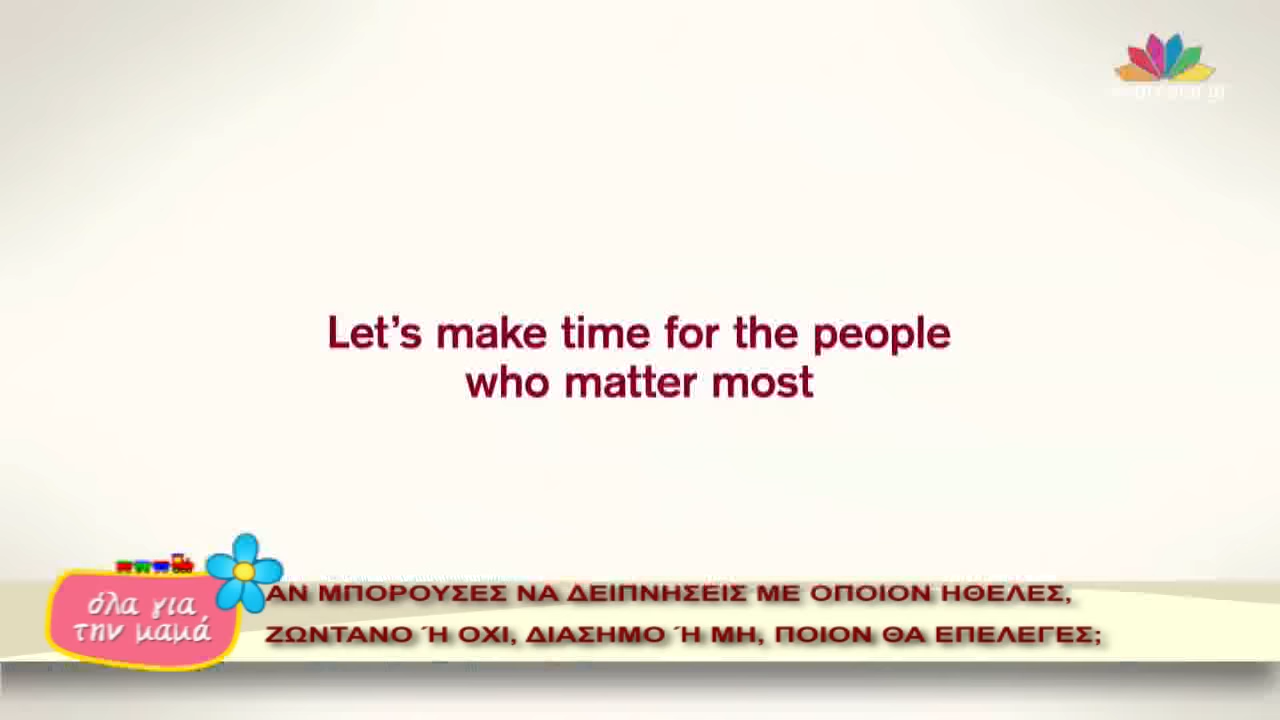 Let's make time for the people
who matter most
όλα για
την μαμά
ΑΝ ΜΠΟΡΟΥΣΕΣ ΝΑ ΔΕΙΠΝΗΣΕΙΣ ΜΕ ΟΠΟΙΟΝ ΗΘΕΛΕΣ,
ΖΩΝΤΑΝΟ Ή ΟΧΙ, ΔΙΑΣΗΜΟ Ή ΜΗ, ΠΟΙΟΝ ΘΑ ΕΠΕΛΕΓΕΣ;